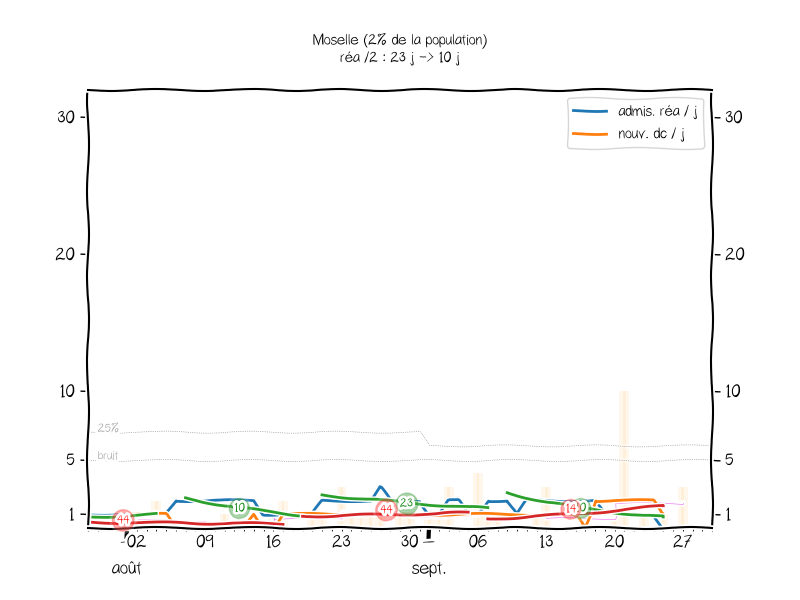 Moselle (2% de la population)
réa /2 : 23 j -> 10 j
admis. réa / j
nouv. dc / j
30 30
20 20
10 10
25%
bruit
5 5
1 1
44 10 44 23 14
02 09 16 23 30 06 13 20 27
août sept.